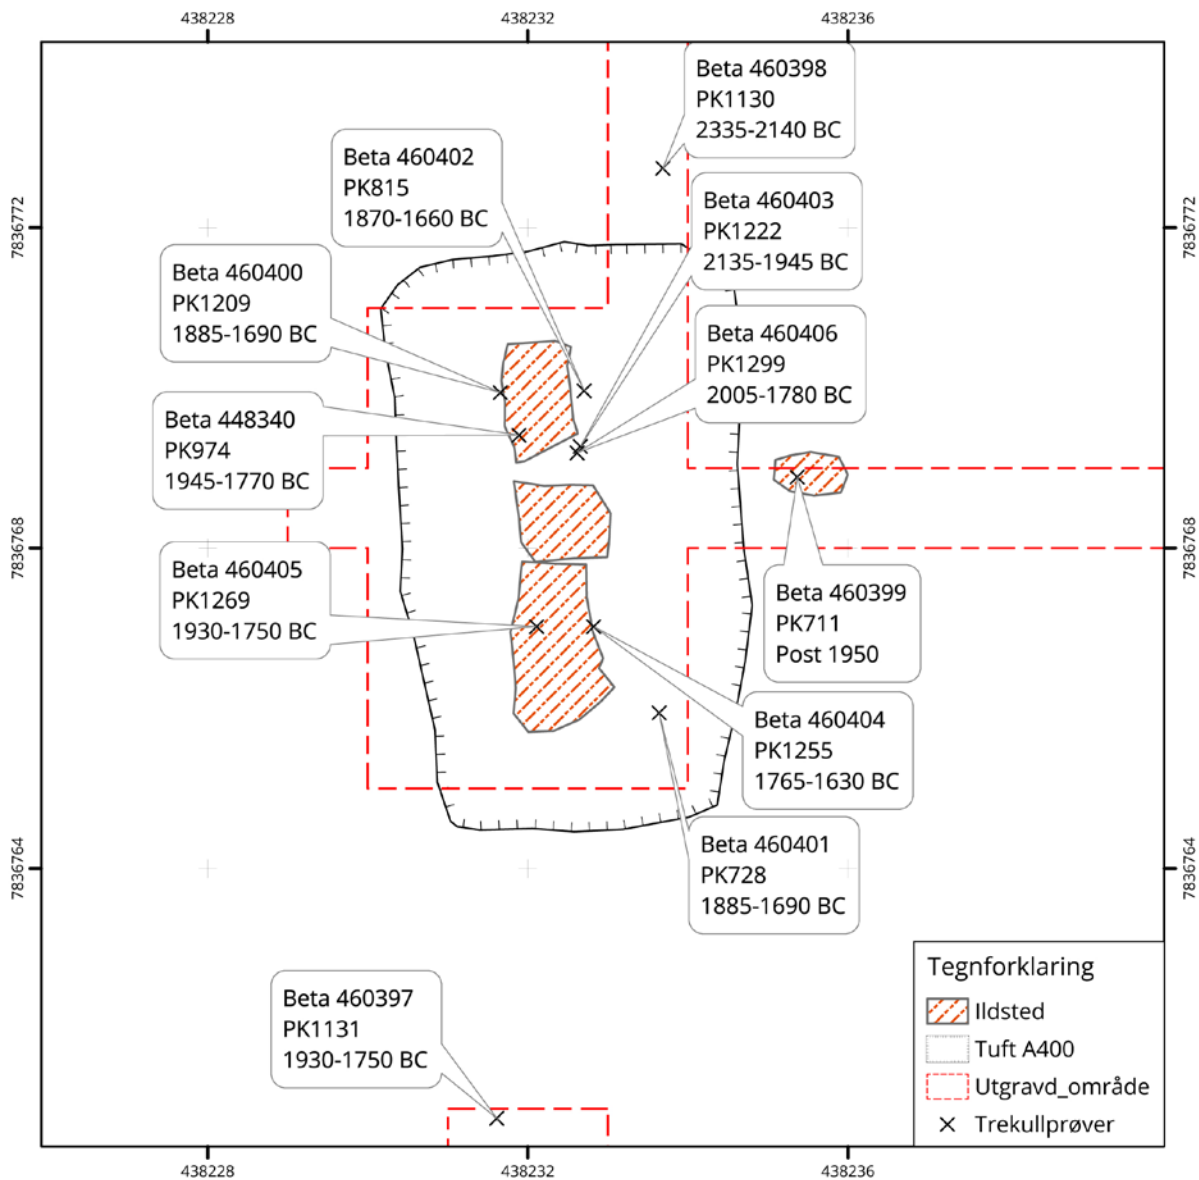 438228
438232
438236
Beta 460398
PK1130
2335-2140 BC
Beta 460402
PK815
1870-1660 BC
Beta 460403
PK1222
2135-1945 BC
7836772
7836772
Beta 460400
PK1209
1885-1690 BC
Beta 460406
PK1299
2005-1780 BC
Beta 448340
PK974
1945-1770 BC
7836768
7836768
Beta 460405
PK1269
1930-1750 BC
Beta 460399
PK711
Post 1950
Beta 460404
PK1255
1765-1630 BC
Beta 460401
PK728
1885-1690 BC
7836764
7836764
Beta 460397
PK1131
1930-1750 BC
Tegnforklaring
Ildsted
Tuft A400
Utgravd_område
Trekullprøver
438228
438232
438236